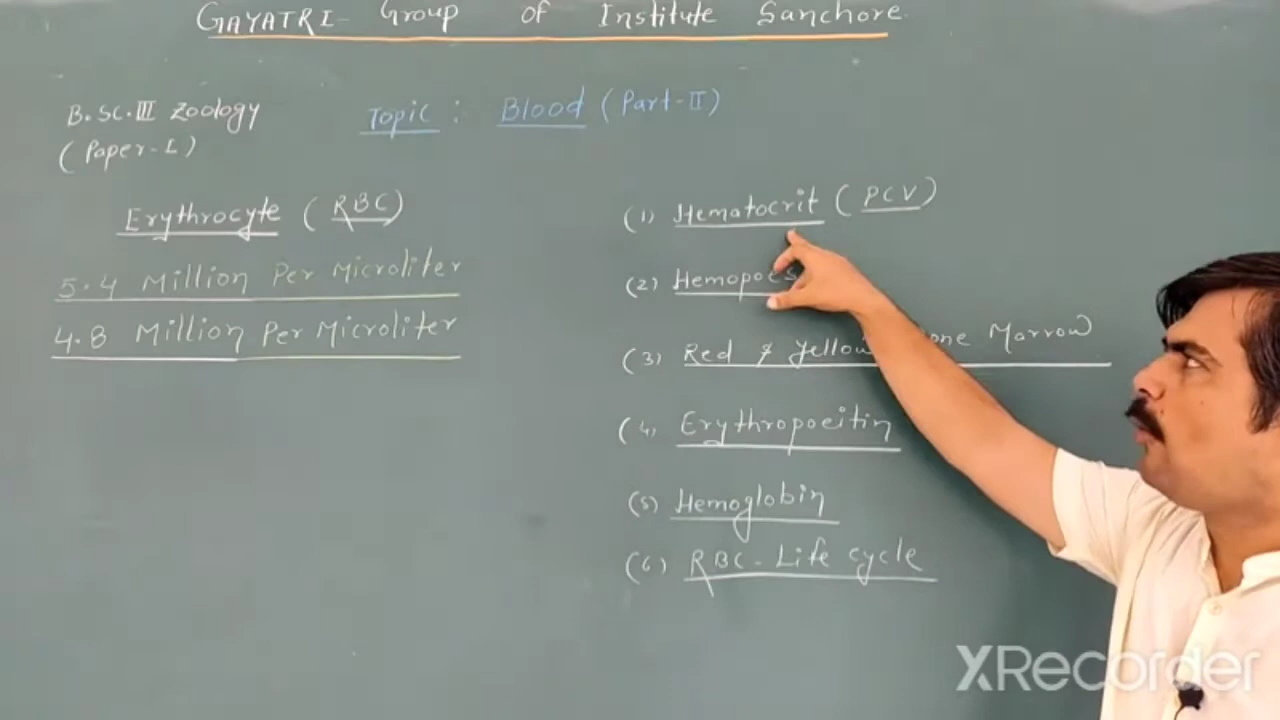 GAYATRI- Group of Institute Sanchore.
B.SC.III Zoology
(Paper-I)
Topic : Blood (Part-II)
Erythrocyte (RBC)
5.4 Million Per Microliter
4.8 Million Per Microliter
(1) Hematocrit (PCV)
(2)
(3) Red & Yellow Marrow
(4) Erythropoeitin
(5) Hemoglobin
(6) RBC - Life cycle
XRecorder